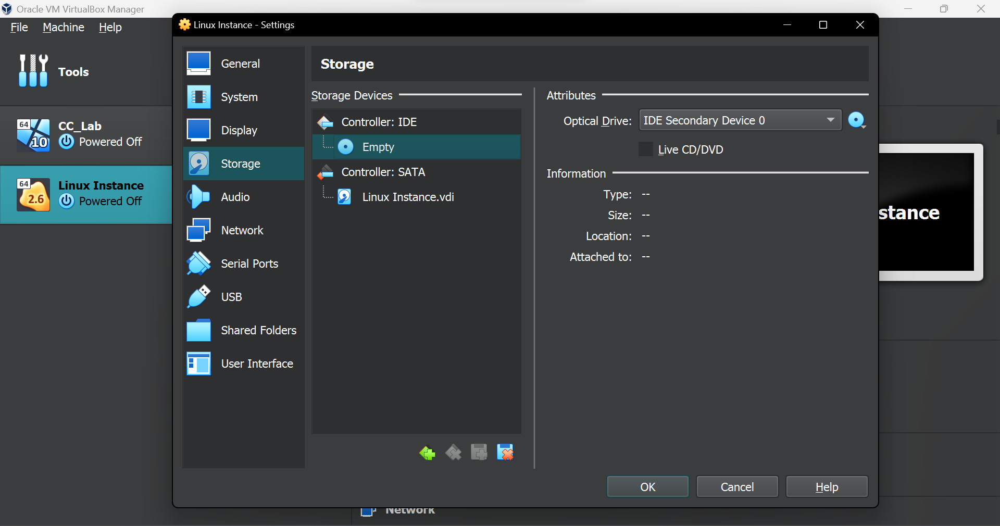 Oracle VM VirtualBox Manager
File Machine Help
Tools
64 10 CC_Lab
Powered Off
64 2.6 Linux Instance
Powered Off
Linux Instance - Settings
General
System
Display
Storage
Audio
Network
Serial Ports
USB
Shared Folders
User Interface
Storage
Storage Devices
Controller: IDE
Empty
Controller: SATA
Linux Instance.vdi
Attributes
Optical Drive: IDE Secondary Device 0
Live CD/DVD
Information
Type: --
Size: --
Location: --
Attached to: --
OK Cancel Help
stance
Network